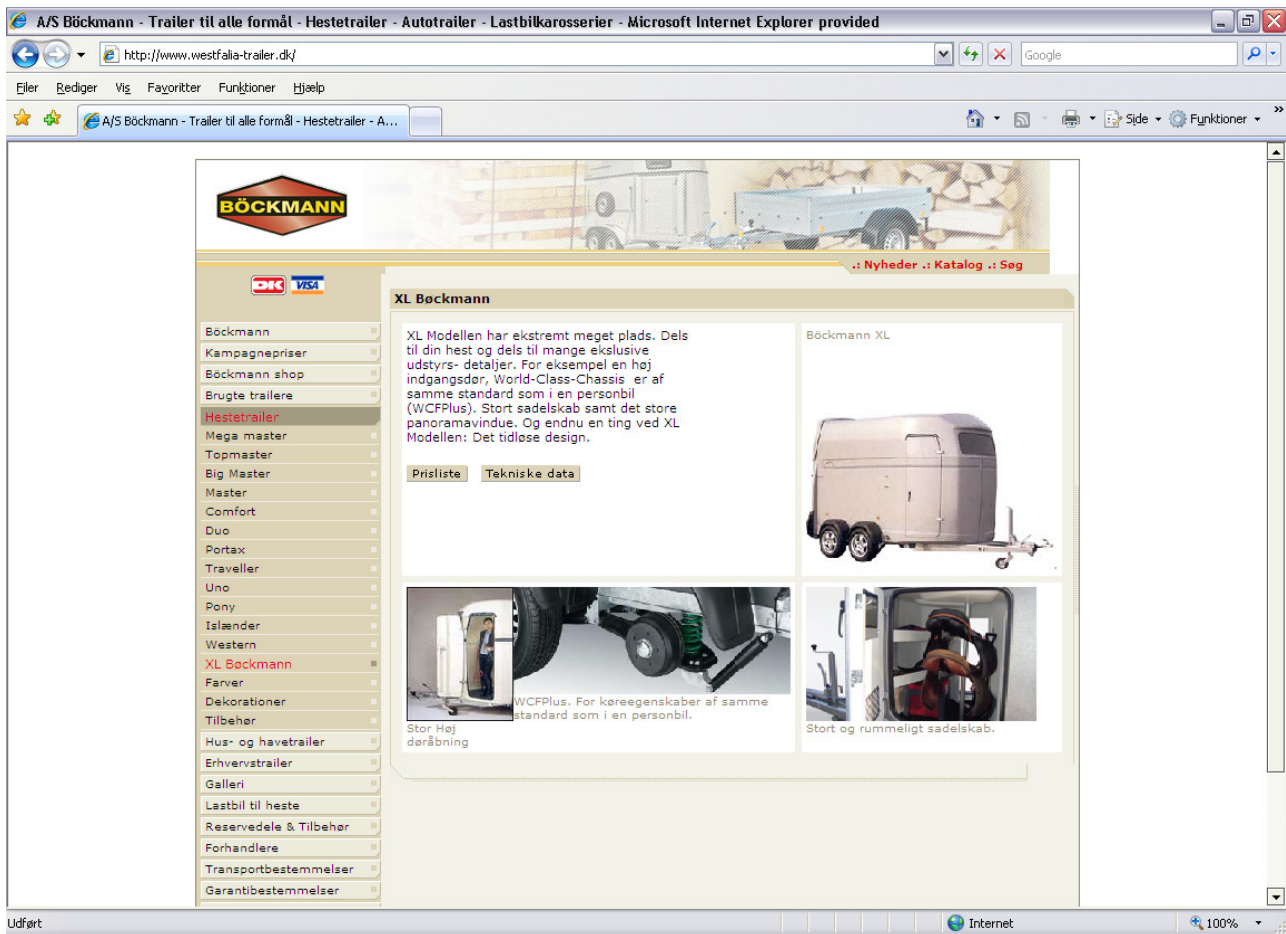 A/S Böckmann - Trailer til alle formål - Hestetrailer - Autotrailer - Lastbilkarosserier - Microsoft Internet Explorer provided
http://www.westfalia-trailer.dk/
Google
Filer Rediger Vis Favoritter Funktioner Hjælp
A/S Böckmann - Trailer til alle formål - Hestetrailer - A...
Side Funktioner
BÖCKMANN
.: Nyheder .: Katalog .: Søg
DK VISA
Böckmann
Kampagnepriser
Böckmann shop
Brugte trailere
Hestetrailer
Mega master
Topmaster
Big Master
Master
Comfort
Duo
Portax
Traveller
Uno
Pony
Islænder
Western
XL Bøckmann
Farver
Dekorationer
Tilbehør
Hus- og havetrailer
Erhvervstrailer
Galleri
Lastbil til heste
Reservedele & Tilbehør
Forhandlere
Transportbestemmelser
Garantibestemmelser
XL Bøckmann
XL Modellen har ekstremt meget plads. Dels
til din hest og dels til mange ekslusive
udstyrs- detaljer. For eksempel en høj
indgangsdør, World-Class-Chassis er af
samme standard som i en personbil
(WCFPlus). Stort sadelskab samt det store
panoramavindue. Og endnu en ting ved XL
Modellen: Det tidløse design.
Prisliste Tekniske data
Böckmann XL
WCFPlus. For køreegenskaber af samme
standard som i en personbil.
Stor Høj
døråbning
Stort og rummeligt sadelskab.
Udført
Internet
100%